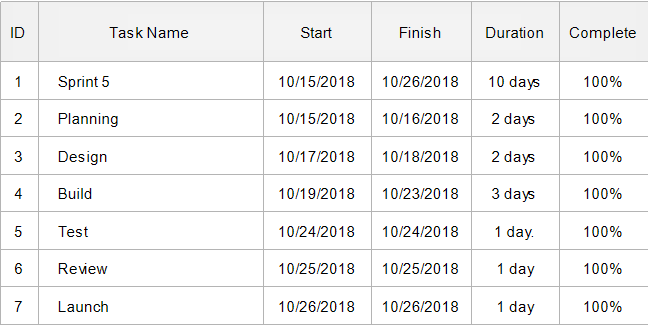 ID Task Name Start Finish Duration Complete
1 Sprint 5 10/15/2018 10/26/2018 10 days 100%
2 Planning 10/15/2018 10/16/2018 2 days 100%
3 Design 10/17/2018 10/18/2018 2 days 100%
4 Build 10/19/2018 10/23/2018 3 days 100%
5 Test 10/24/2018 10/24/2018 1 day. 100%
6 Review 10/25/2018 10/25/2018 1 day 100%
7 Launch 10/26/2018 10/26/2018 1 day 100%